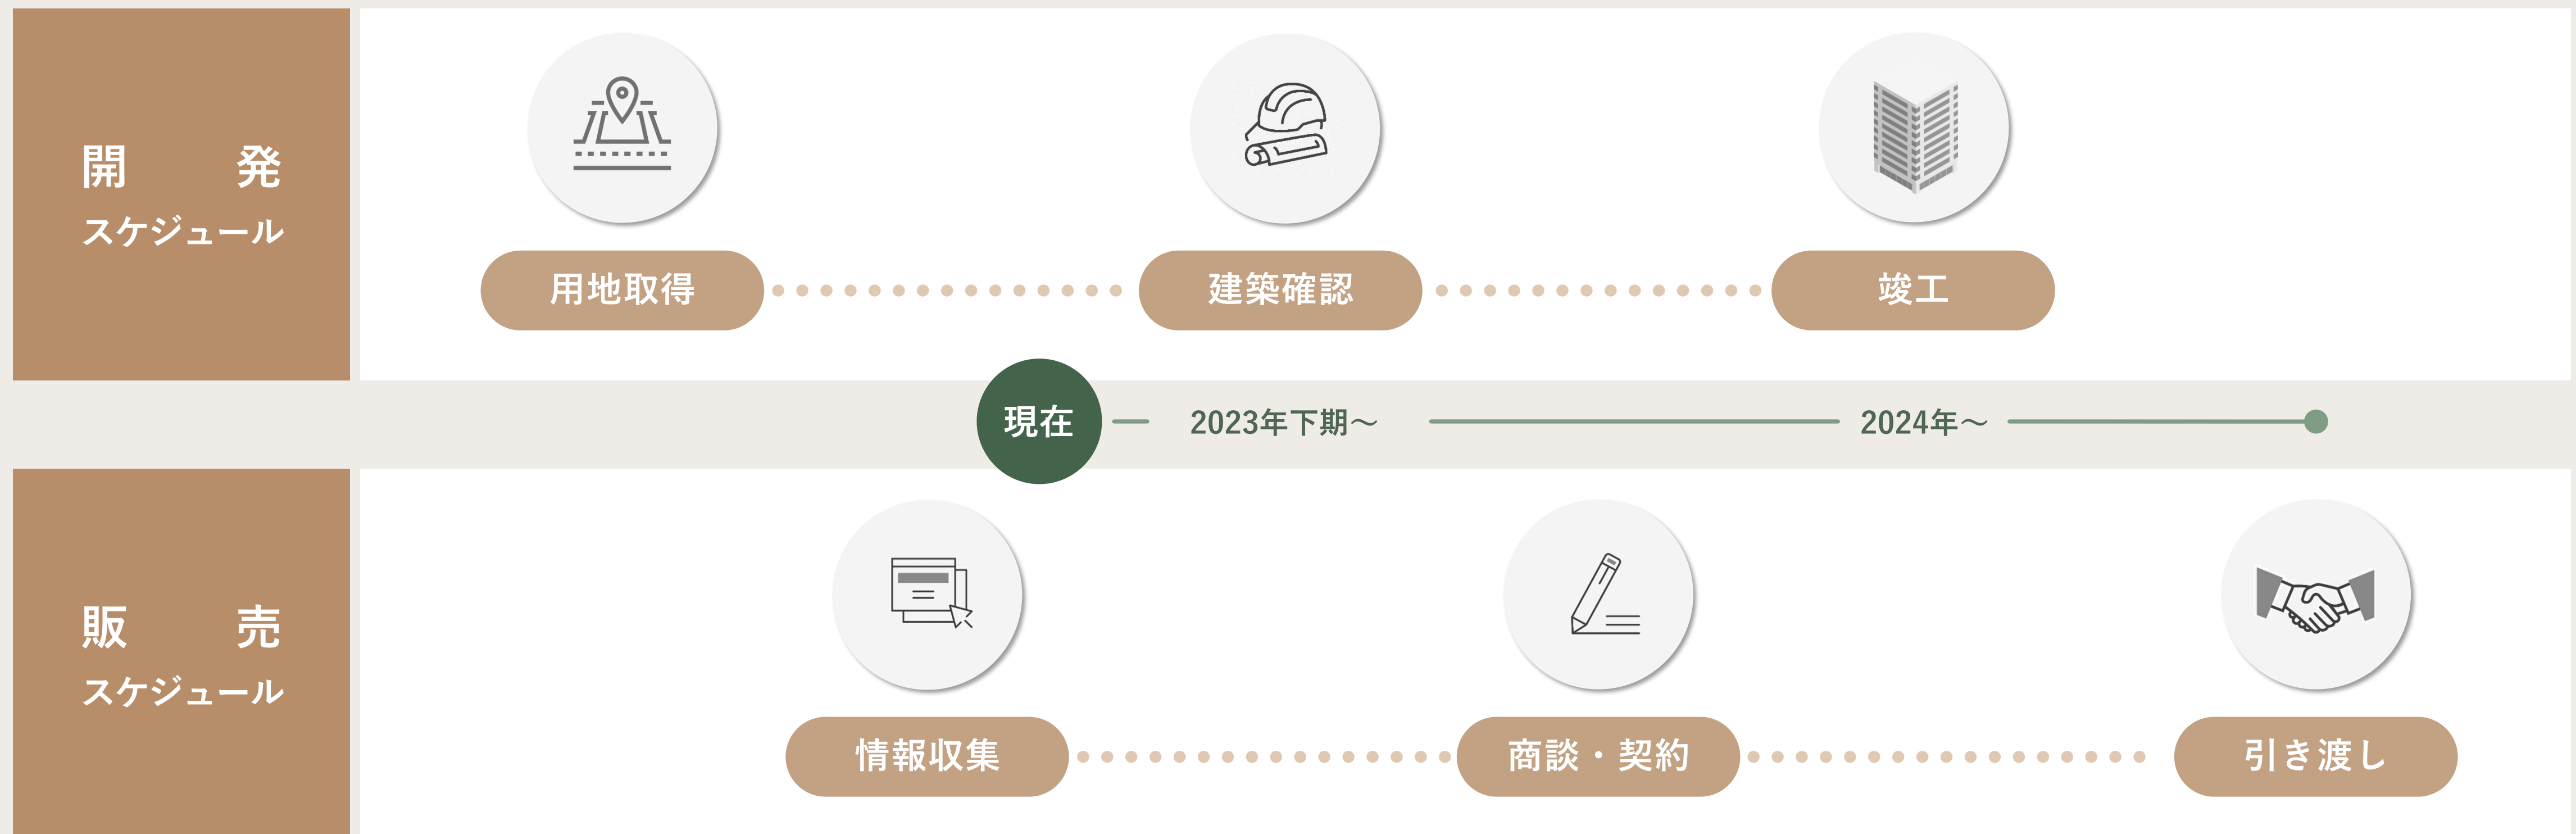 開 発
スケジュール
用地取得
建築確認
竣工
現在
2023年下期～
2024年～
販 売
スケジュール
情報収集
商談・契約
引き渡し